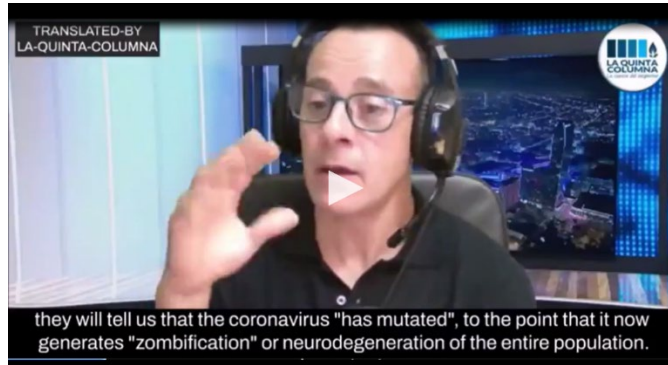 TRANSLATED-BY
LA-QUINTA-COLUMNA
LA QUINTA
COLUMNA
they will tell us that the coronavirus "has mutated", to the point that it now
generates "zombification" or neurodegeneration of the entire population.